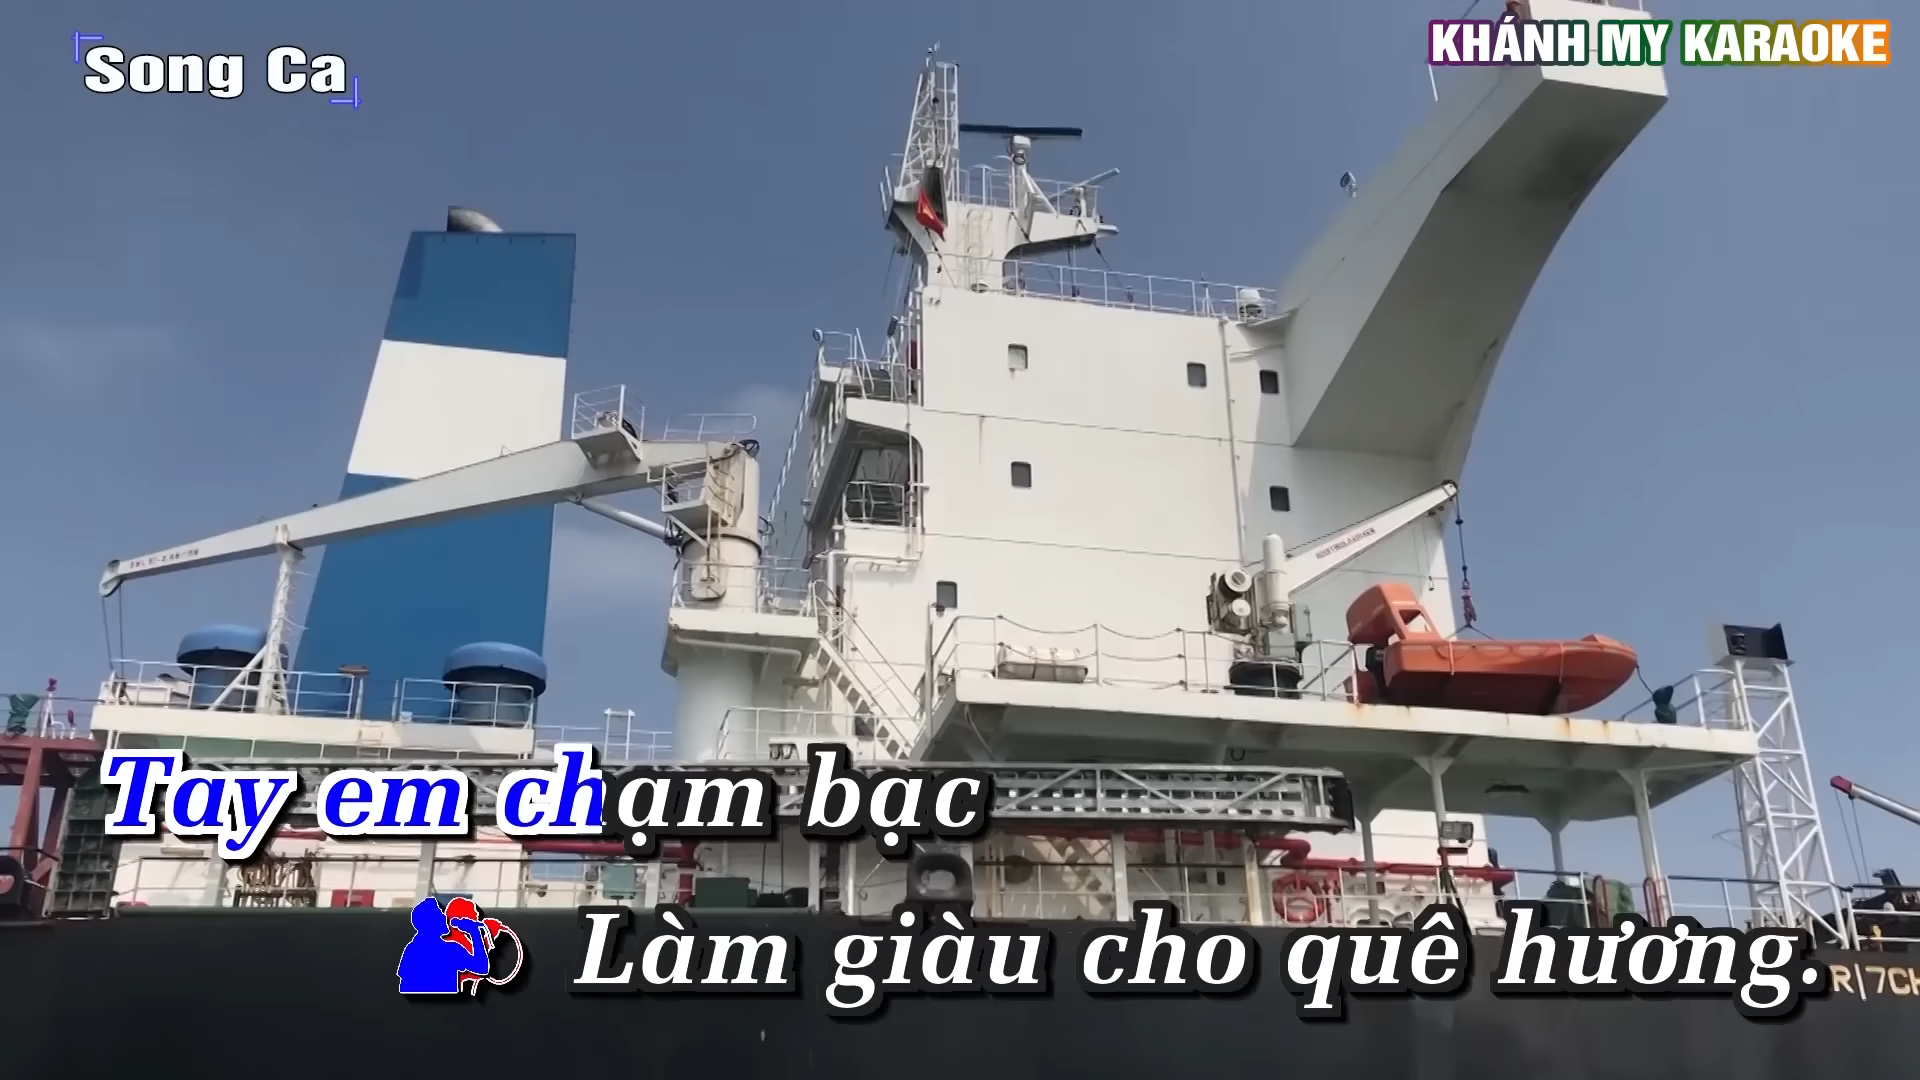 Song Ca
KHÁNH MY KARAOKE
Tay em chạm bạc
Làm giàu cho quê hương.